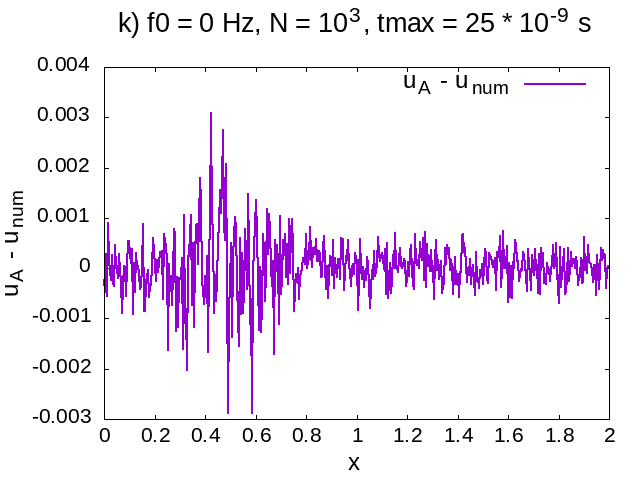 k) f0 = 0 Hz, N = 10³, tmax = 25 * 10⁻⁹ s
u_A - u_num
0.004
0.003
0.002
0.001
0
-0.001
-0.002
-0.003
u_A - u_num
0 0.2 0.4 0.6 0.8 1 1.2 1.4 1.6 1.8 2
x